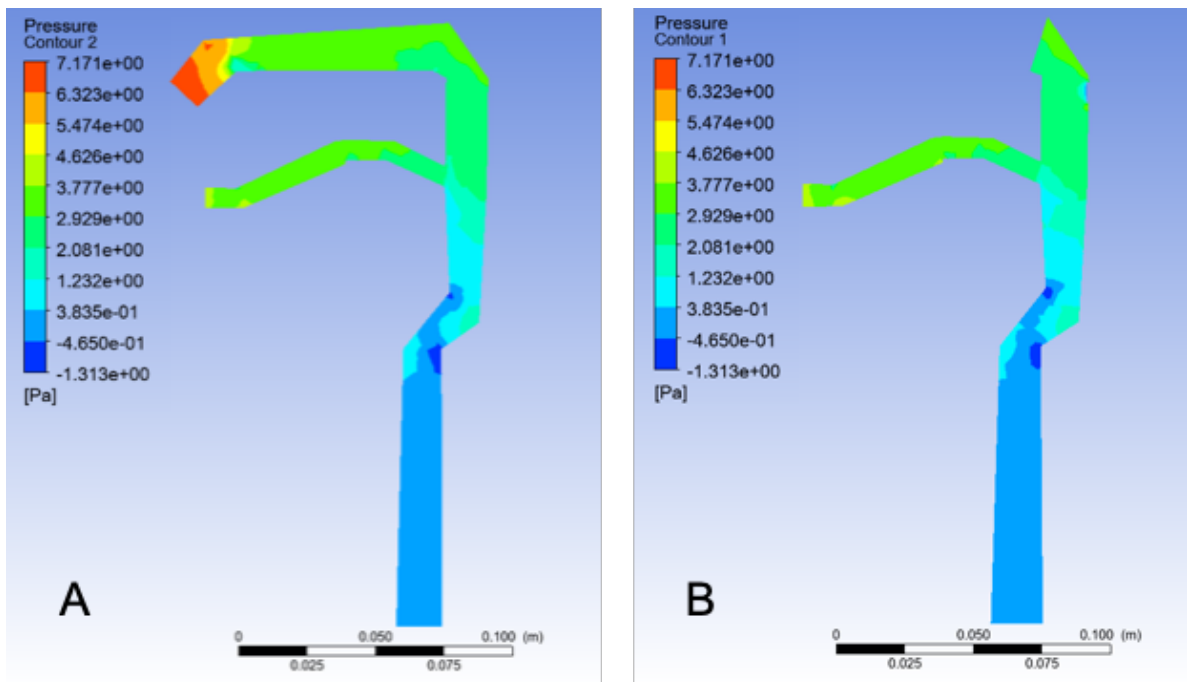 Pressure
Contour 2
7.171e+00
6.323e+00
5.474e+00
4.626e+00
3.777e+00
2.929e+00
2.081e+00
1.232e+00
3.835e-01
-4.650e-01
-1.313e+00
[Pa]
A
0 0.050 0.100 (m)
0.025 0.075
Pressure
Contour 1
7.171e+00
6.323e+00
5.474e+00
4.626e+00
3.777e+00
2.929e+00
2.081e+00
1.232e+00
3.835e-01
-4.650e-01
-1.313e+00
[Pa]
B
0 0.050 0.100 (m)
0.025 0.075